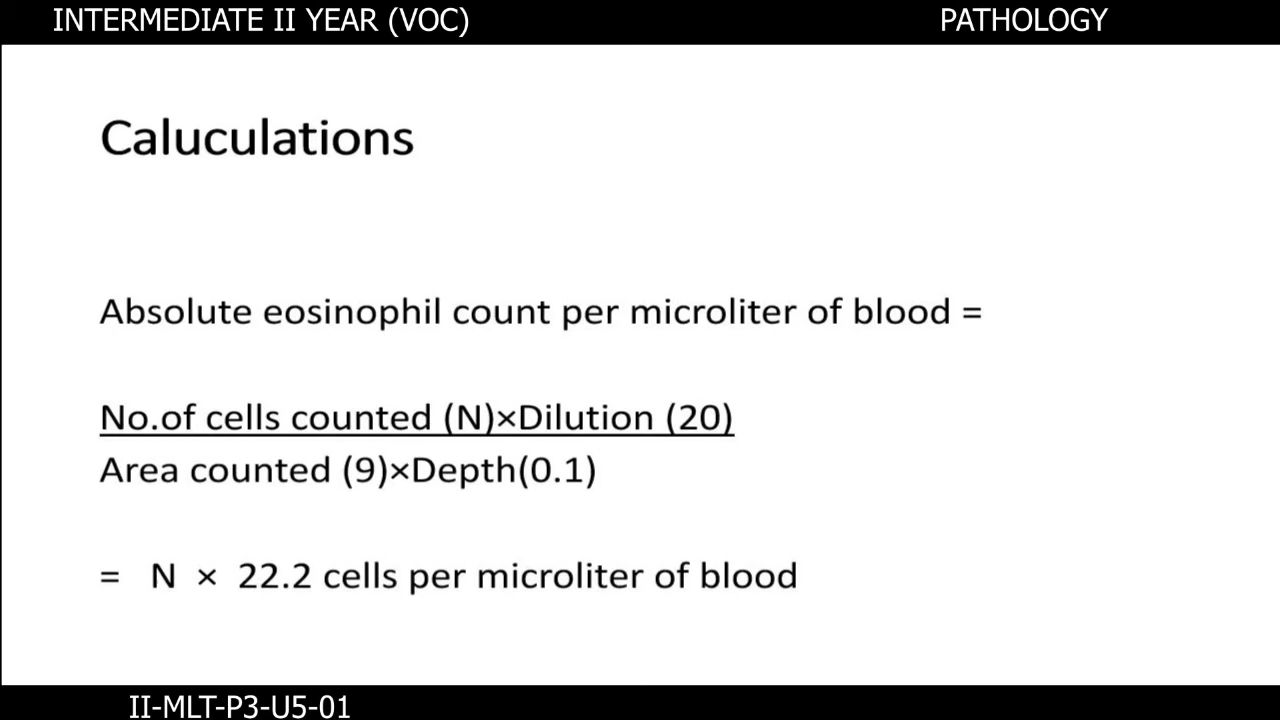 INTERMEDIATE II YEAR (VOC) PATHOLOGY
Caluculations
Absolute eosinophil count per microliter of blood =
No.of cells counted (N)×Dilution (20)
Area counted (9)×Depth(0.1)
= N × 22.2 cells per microliter of blood
II-MLT-P3-U5-01